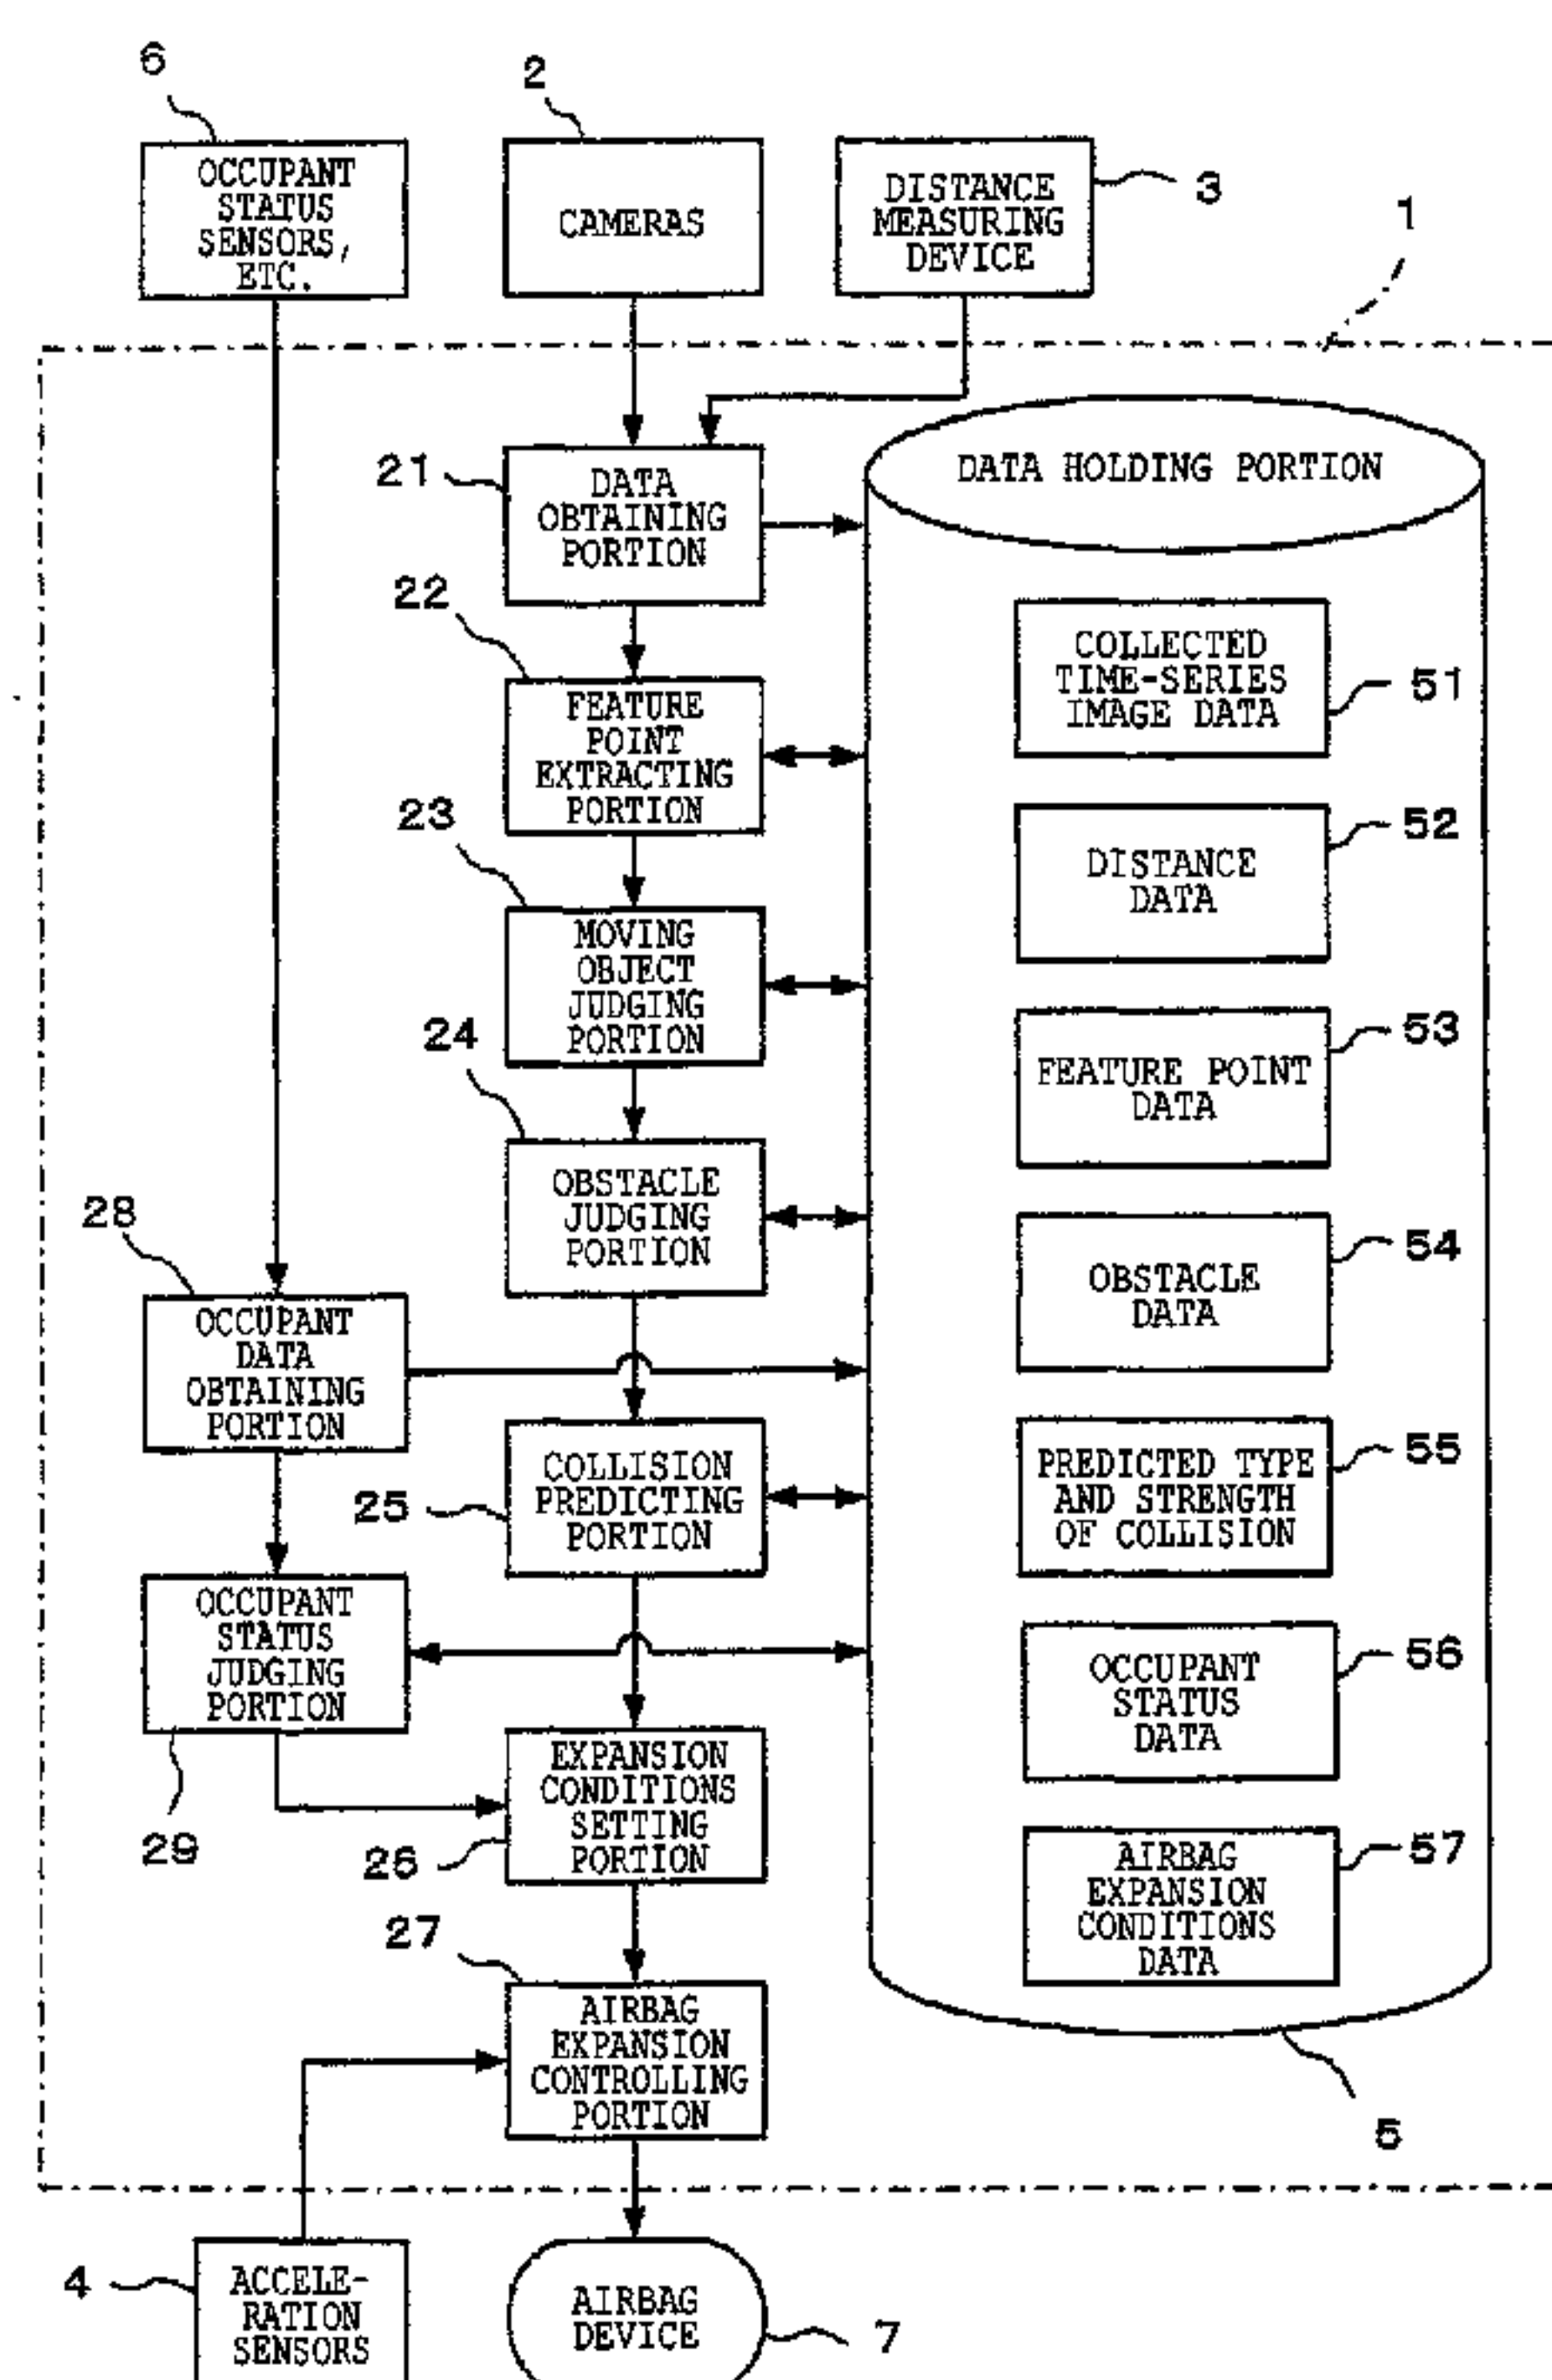 6
2
OCCUPANT
STATUS
SENSORS,
ETC.
CAMERAS
DISTANCE
MEASURING
DEVICE
3
1
21
DATA
OBTAINING
PORTION
DATA HOLDING PORTION
22
FEATURE
POINT
EXTRACTING
PORTION
COLLECTED
TIME-SERIES
IMAGE DATA
51
23
MOVING
OBJECT
JUDGING
PORTION
DISTANCE
DATA
52
24
OBSTACLE
JUDGING
PORTION
FEATURE POINT
DATA
53
28
OCCUPANT
DATA
OBTAINING
PORTION
OBSTACLE
DATA
54
25
COLLISION
PREDICTING
PORTION
PREDICTED TYPE
AND STRENGTH
OF COLLISION
55
OCCUPANT
STATUS
JUDGING
PORTION
29
OCCUPANT
STATUS
DATA
56
EXPANSION
CONDITIONS
SETTING
PORTION
26
AIRBAG
EXPANSION
CONDITIONS
DATA
57
27
AIRBAG
EXPANSION
CONTROLLING
PORTION
5
4
ACCELE-
RATION
SENSORS
AIRBAG
DEVICE
7